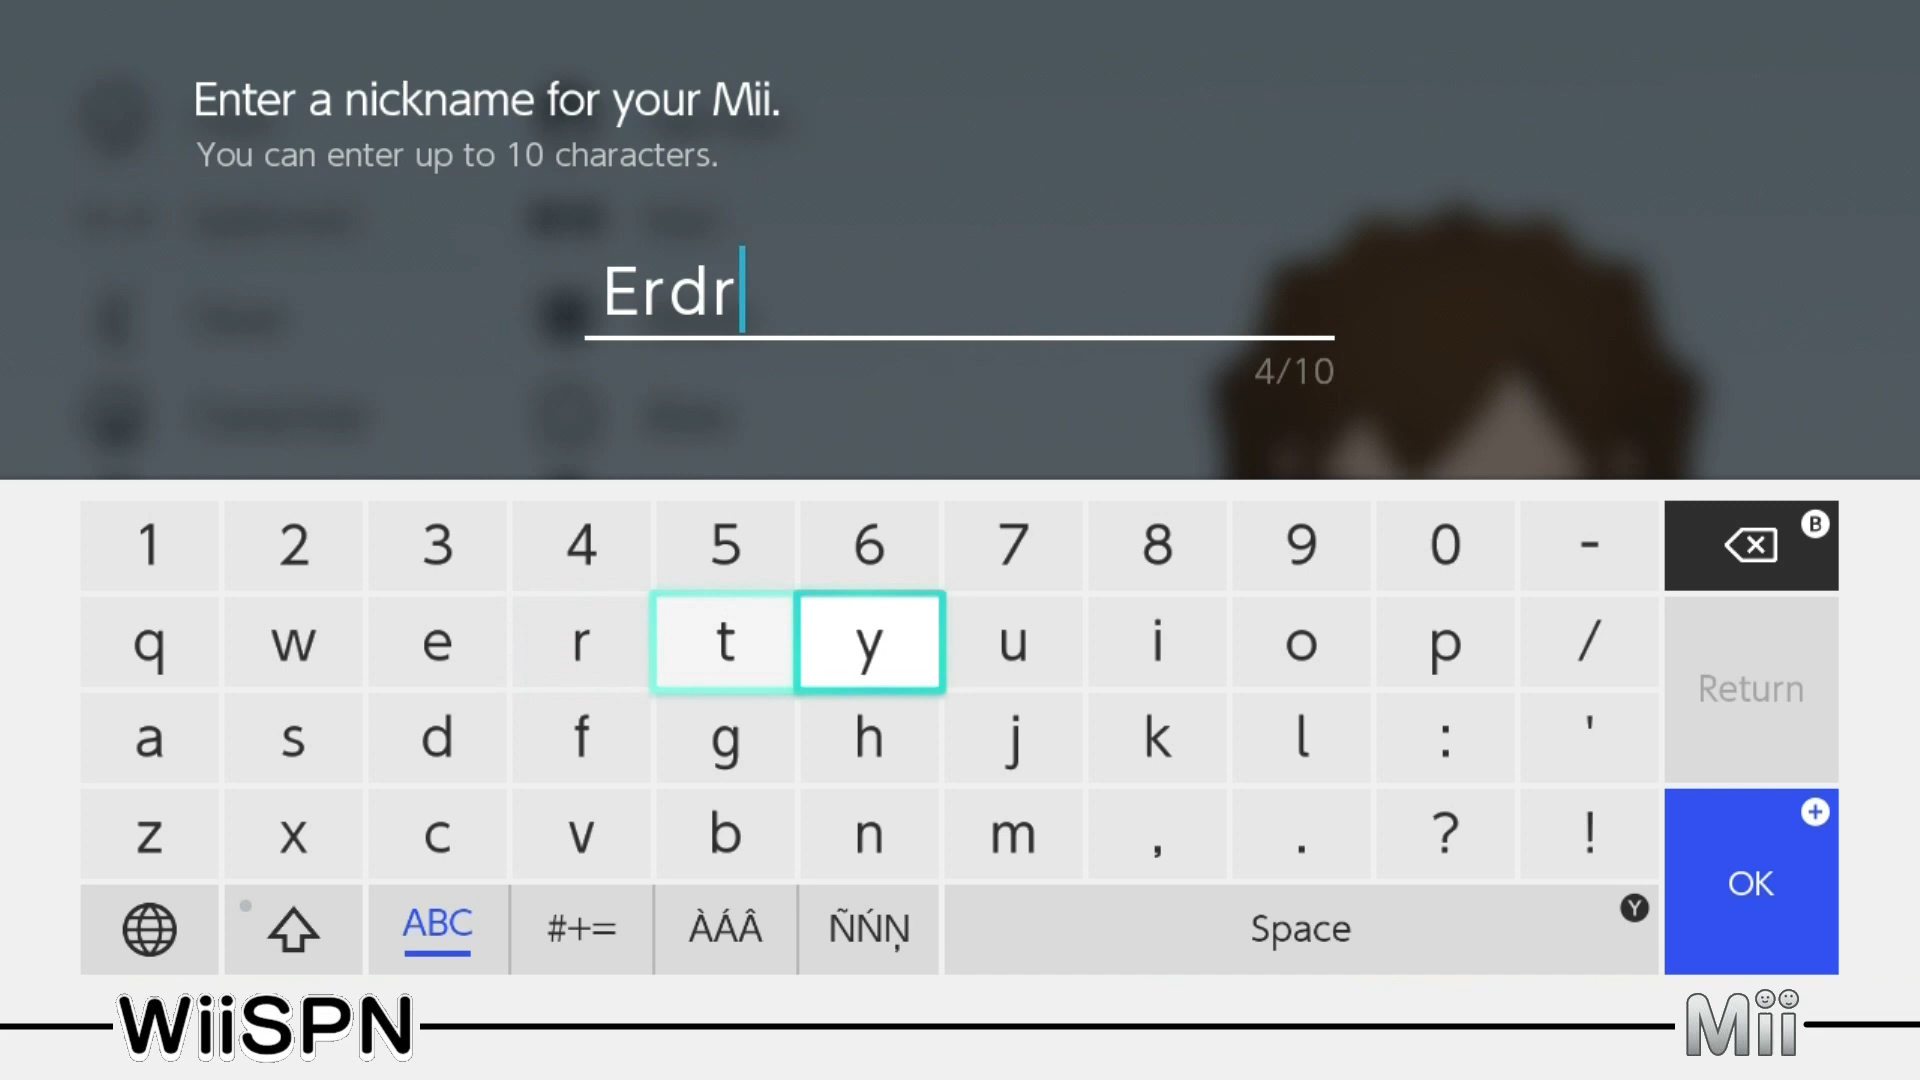 Enter a nickname for your Mii.
You can enter up to 10 characters.
Erdr
4/10
1 2 3 4 5 6 7 8 9 0 - B
q w e r t y u i o p /
Return
a s d f g h j k l : '
z x c v b n m , . ? ! +
OK
ABC #+= ÀÁÂ ÑŃŅ Space Y
WiiSPN Mii